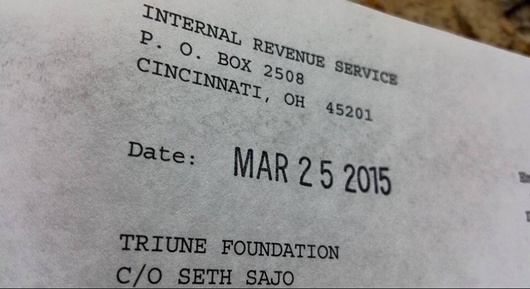 INTERNAL REVENUE SERVICE
P. O. BOX 2508
CINCINNATI, OH 45201
Date: MAR 25 2015
TRIUNE FOUNDATION
C/O SETH SAJO